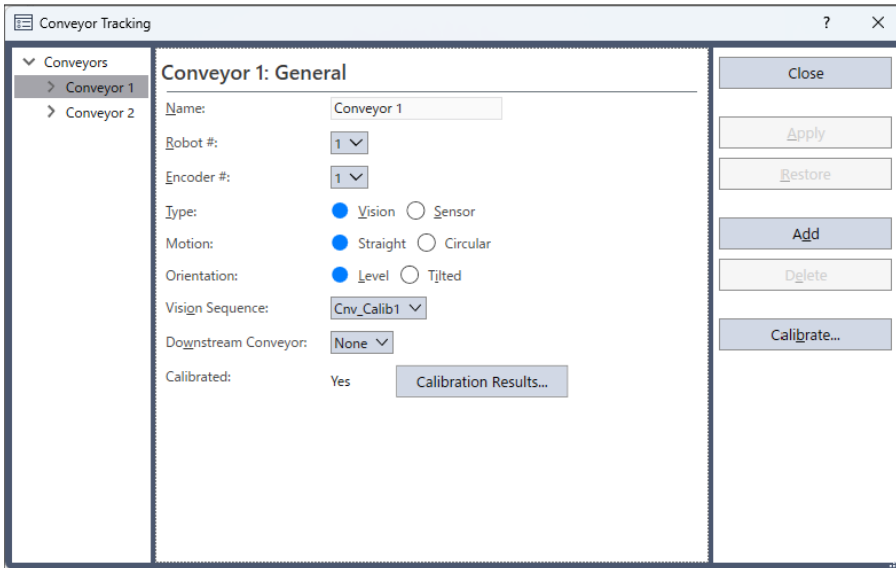 Conveyor Tracking
?
Conveyors
Conveyor 1
Conveyor 2
Conveyor 1: General
Name: Conveyor 1
Robot #: 1
Encoder #: 1
Type: Vision Sensor
Motion: Straight Circular
Orientation: Level Tilted
Vision Sequence: Cnv_Calib1
Downstream Conveyor: None
Calibrated: Yes Calibration Results...
Close
Apply
Restore
Add
Delete
Calibrate...